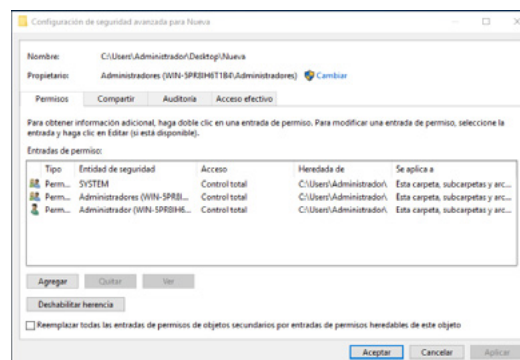 Configuración de seguridad avanzada para Nueva
Nombre: C:\Users\Administrador\Desktop\Nueva
Propietario: Administradores (WIN-5PR8IH6T1B4\Administradores) Cambiar
Permisos Compartir Auditoría Acceso efectivo
Para obtener información adicional, haga doble clic en una entrada de permiso. Para modificar una entrada de permiso, seleccione la
entrada y haga clic en Editar (si está disponible).
Entradas de permiso:
Tipo Entidad de seguridad Acceso Heredada de Se aplica a
Perm... SYSTEM Control total C:\Users\Administrador\ Esta carpeta, subcarpetas y arc...
Perm... Administradores (WIN-5PR8I... Control total C:\Users\Administrador\ Esta carpeta, subcarpetas y arc...
Perm... Administrador (WIN-5PR8IH6... Control total C:\Users\Administrador\ Esta carpeta, subcarpetas y arc...
Agregar Quitar Ver
Deshabilitar herencia
Reemplazar todas las entradas de permisos de objetos secundarios por entradas de permisos heredables de este objeto
Aceptar Cancelar Aplicar